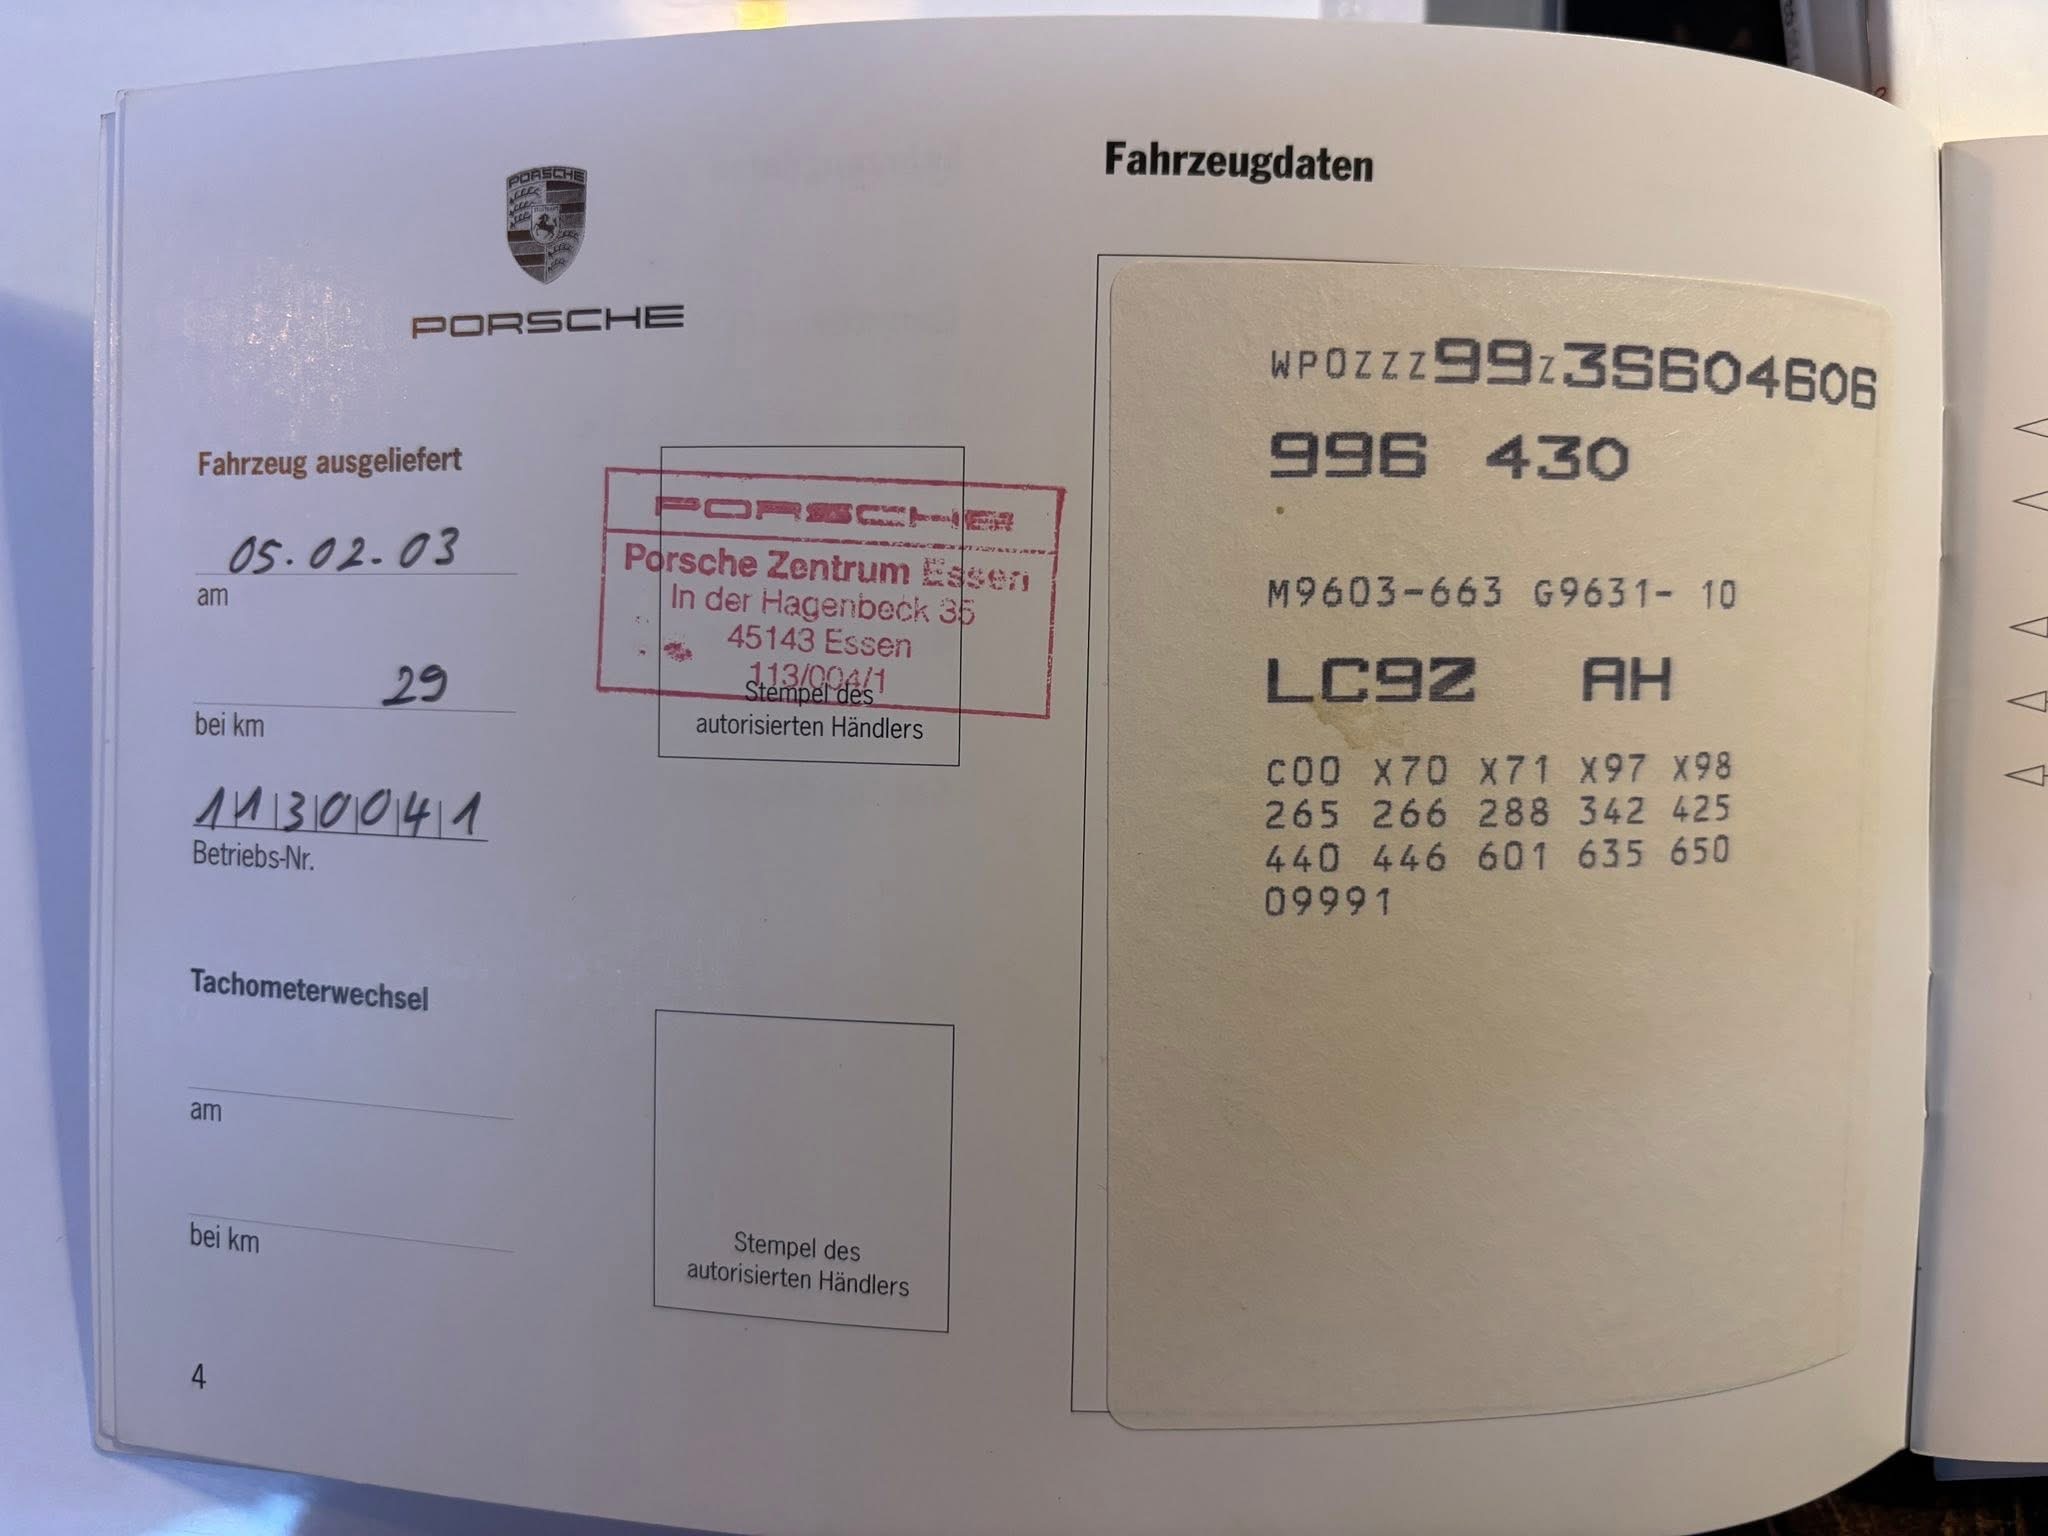 PORSCHE
PORSCHE
Fahrzeug ausgeliefert
05.02.03
am
29
bei km
1130041
Betriebs-Nr.
PORSCHE
Porsche Zentrum Essen
In der Hagenbeck 35
45143 Essen
113/004/1
Stempel des
autorisierten Händlers
Tachometerwechsel
am
bei km
Stempel des
autorisierten Händlers
4
Fahrzeugdaten
WP0ZZZ99Z3S604606
996 430
M9603-663 G9631- 10
LC9Z AH
C00 X70 X71 X97 X98
265 266 288 342 425
440 446 601 635 650
09991